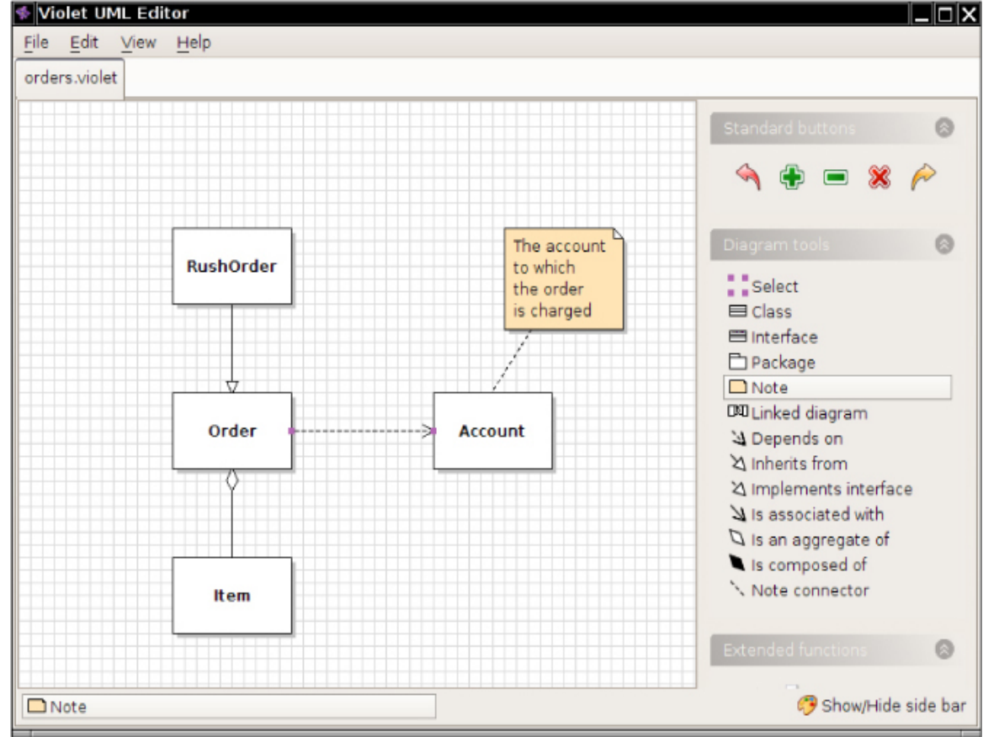 Violet UML Editor
File Edit View Help
orders.violet
RushOrder
The account
to which
the order
is charged
Order
Account
Item
Standard buttons
Diagram tools
Select
Class
Interface
Package
Note
Linked diagram
Depends on
Inherits from
Implements interface
Is associated with
Is an aggregate of
Is composed of
Note connector
Extended functions
Note
Show/Hide side bar